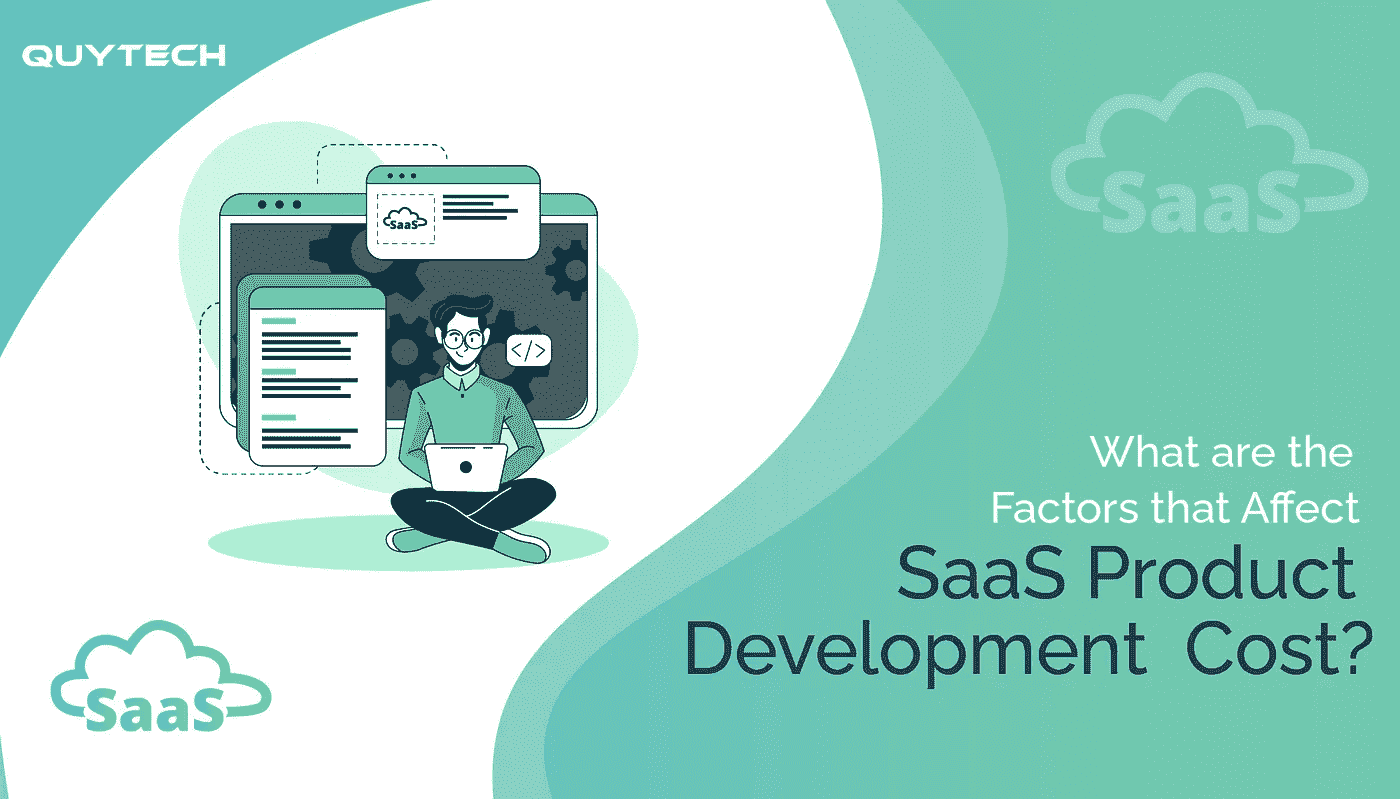 QUYTECH
SaaS
SaaS
</>
What are the
Factors that Affect
SaaS Product
Development Cost?
SaaS